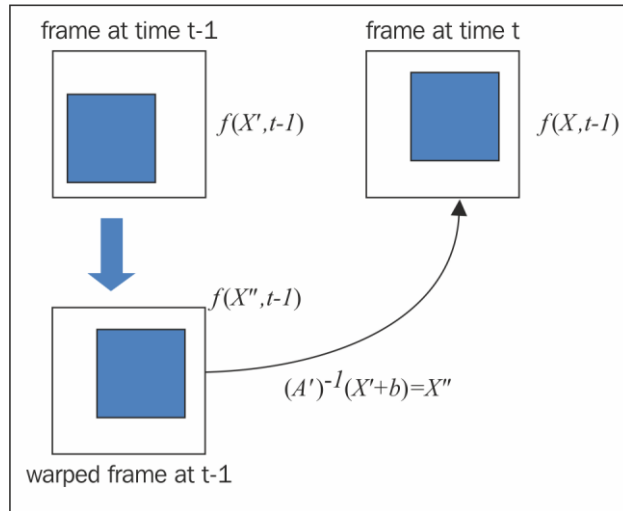 frame at time t-1
frame at time t
f(X′,t-1)
f(X,t-1)
f(X″,t-1)
(A′)⁻¹(X′+b)=X″
warped frame at t-1